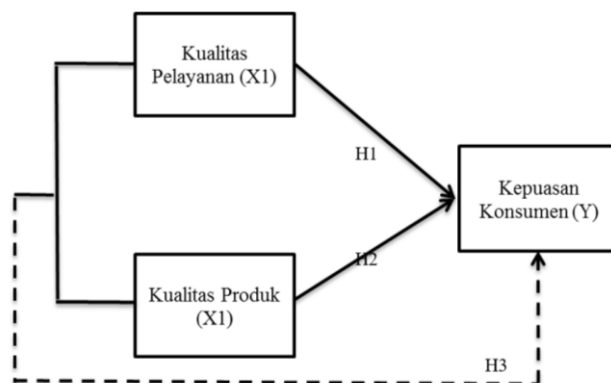 Kualitas
Pelayanan (X1)
H1
Kepuasan
Konsumen (Y)
H2
Kualitas Produk
(X1)
H3